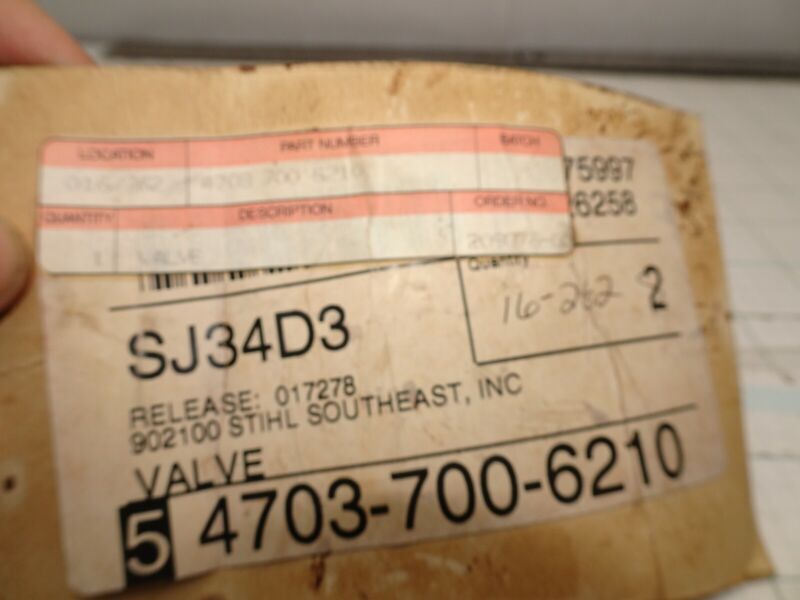 LOCATION PART NUMBER BATCH
QUANTITY DESCRIPTION ORDER NO.
1 VALVE
75997
6258
Quantity
16-262 2
SJ34D3
RELEASE: 017278
902100 STIHL SOUTHEAST, INC
VALVE
5 4703-700-6210